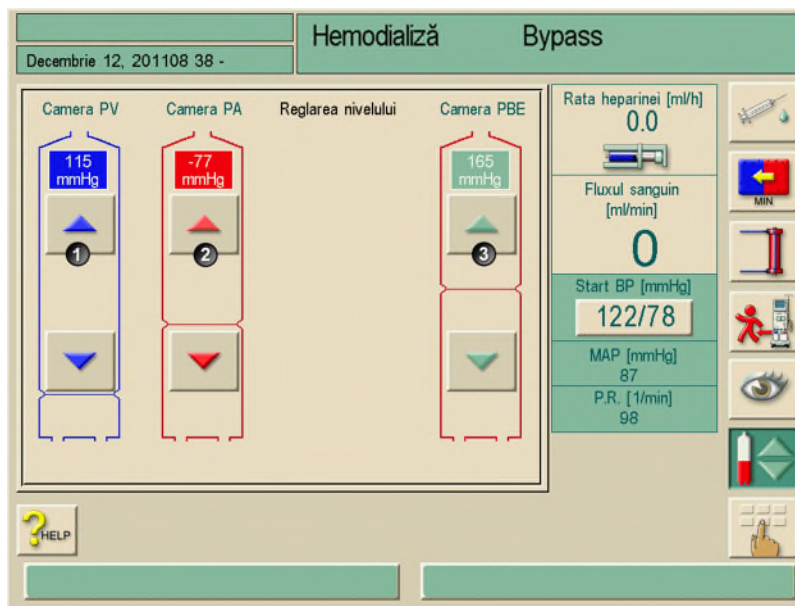 Hemodializă Bypass
Decembrie 12, 201108 38 -
Camera PV Camera PA Reglarea nivelului Camera PBE
115 mmHg
-77 mmHg
165 mmHg
1 2 3
Rata heparinei [ml/h]
0.0
Fluxul sanguin
[ml/min]
0
Start BP [mmHg]
122/78
MAP [mmHg]
87
P.R. [1/min]
98
MIN
?HELP